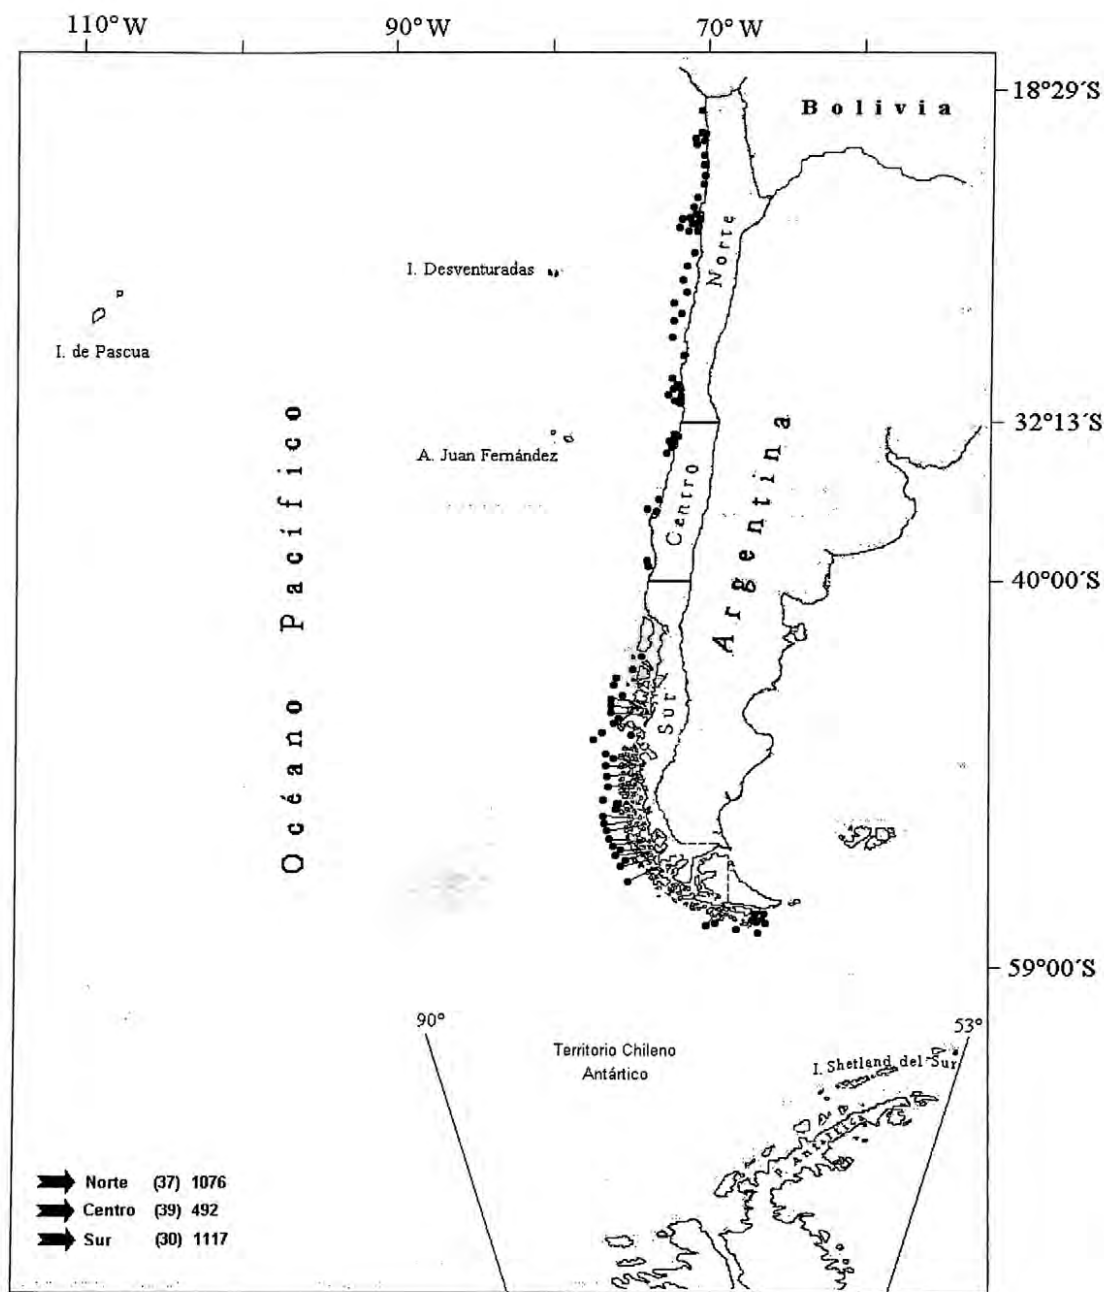 110°W 90°W 70°W
18°29´S
Bolivia
Norte
I. Desventuradas
I. de Pascua
32°13´S
A. Juan Fernández
Centro
Argentina
Océano Pacífico
40°00´S
Sur
59°00´S
90°
53°
Territorio Chileno
Antártico
I. Shetland del Sur
Norte (37) 1076
Centro (39) 492
Sur (30) 1117